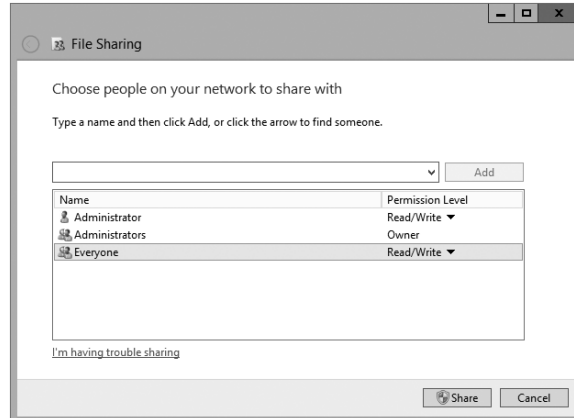 File Sharing
Choose people on your network to share with
Type a name and then click Add, or click the arrow to find someone.
Add
Name Permission Level
Administrator Read/Write
Administrators Owner
Everyone Read/Write
I'm having trouble sharing
Share Cancel